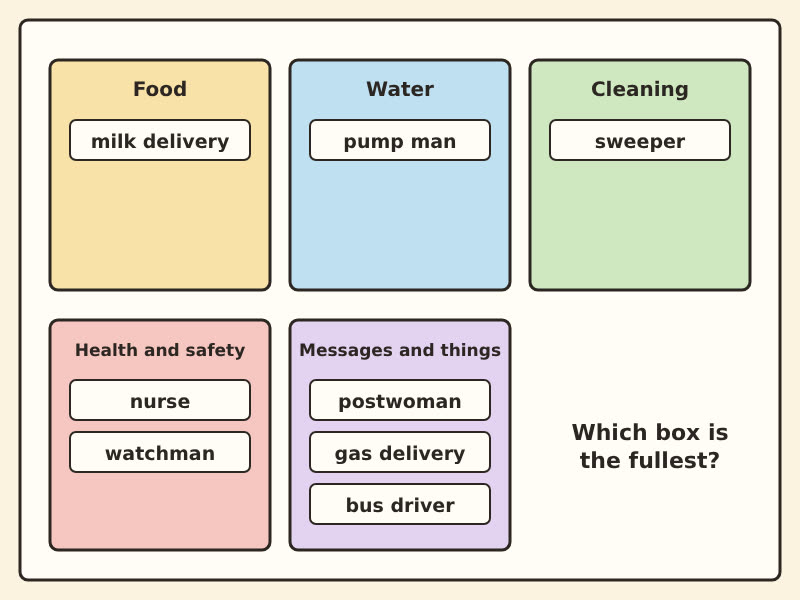 Food
milk delivery
Water
pump man
Cleaning
sweeper
Health and safety
nurse
watchman
Messages and things
postwoman
gas delivery
bus driver
Which box is
the fullest?